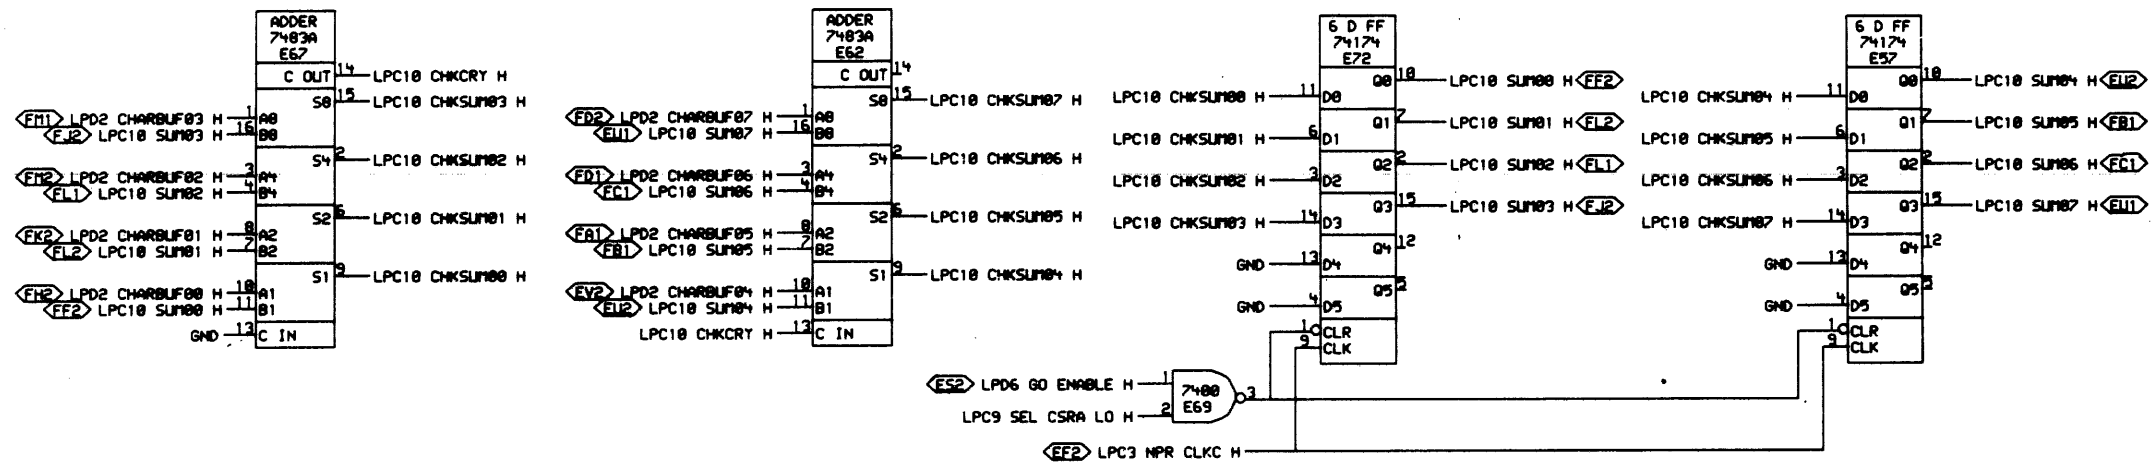 ADDER
7483A
E67
C OUT 14 LPC10 CHKCRY H
S8 15 LPC10 CHKSUM03 H
FM1 LPD2 CHARBUF03 H 1 A8
FJ2 LPC10 SUM03 H 16 B8
S4 2 LPC10 CHKSUM02 H
FM2 LPD2 CHARBUF02 H 3 A4
FL1 LPC10 SUM02 H 4 B4
S2 6 LPC10 CHKSUM01 H
FK2 LPD2 CHARBUF01 H 8 A2
FL2 LPC10 SUM01 H 7 B2
S1 9 LPC10 CHKSUM00 H
FH2 LPD2 CHARBUF00 H 10 A1
FF2 LPC10 SUM00 H 11 B1
GND 13 C IN
ADDER
7483A
E62
C OUT 14
S8 15 LPC10 CHKSUM07 H
FD2 LPD2 CHARBUF07 H 1 A8
EU1 LPC10 SUM07 H 16 B8
S4 2 LPC10 CHKSUM06 H
FD1 LPD2 CHARBUF06 H 3 A4
FC1 LPC10 SUM06 H 4 B4
S2 6 LPC10 CHKSUM05 H
FA1 LPD2 CHARBUF05 H 8 A2
FB1 LPC10 SUM05 H 7 B2
S1 9 LPC10 CHKSUM04 H
EV2 LPD2 CHARBUF04 H 10 A1
EU2 LPC10 SUM04 H 11 B1
LPC10 CHKCRY H 13 C IN
6 D FF
74174
E72
Q0 10 LPC10 SUM00 H FF2
LPC10 CHKSUM00 H 11 D0
Q1 7 LPC10 SUM01 H FL2
LPC10 CHKSUM01 H 6 D1
Q2 2 LPC10 SUM02 H FL1
LPC10 CHKSUM02 H 3 D2
Q3 15 LPC10 SUM03 H FJ2
LPC10 CHKSUM03 H 14 D3
Q4 12
GND 13 D4
Q5
GND 4 D5
1 CLR
9 CLK
6 D FF
74174
E57
Q0 10 LPC10 SUM04 H EU2
LPC10 CHKSUM04 H 11 D0
Q1 7 LPC10 SUM05 H FB1
LPC10 CHKSUM05 H 6 D1
Q2 2 LPC10 SUM06 H FC1
LPC10 CHKSUM06 H 3 D2
Q3 15 LPC10 SUM07 H EU1
LPC10 CHKSUM07 H 14 D3
Q4 12
GND 13 D4
Q5
GND 4 D5
1 CLR
9 CLK
ES2 LPD6 GO ENABLE H 1
7400
E69
3
LPC9 SEL CSRA LO H 2
EF2 LPC3 NPR CLKC H